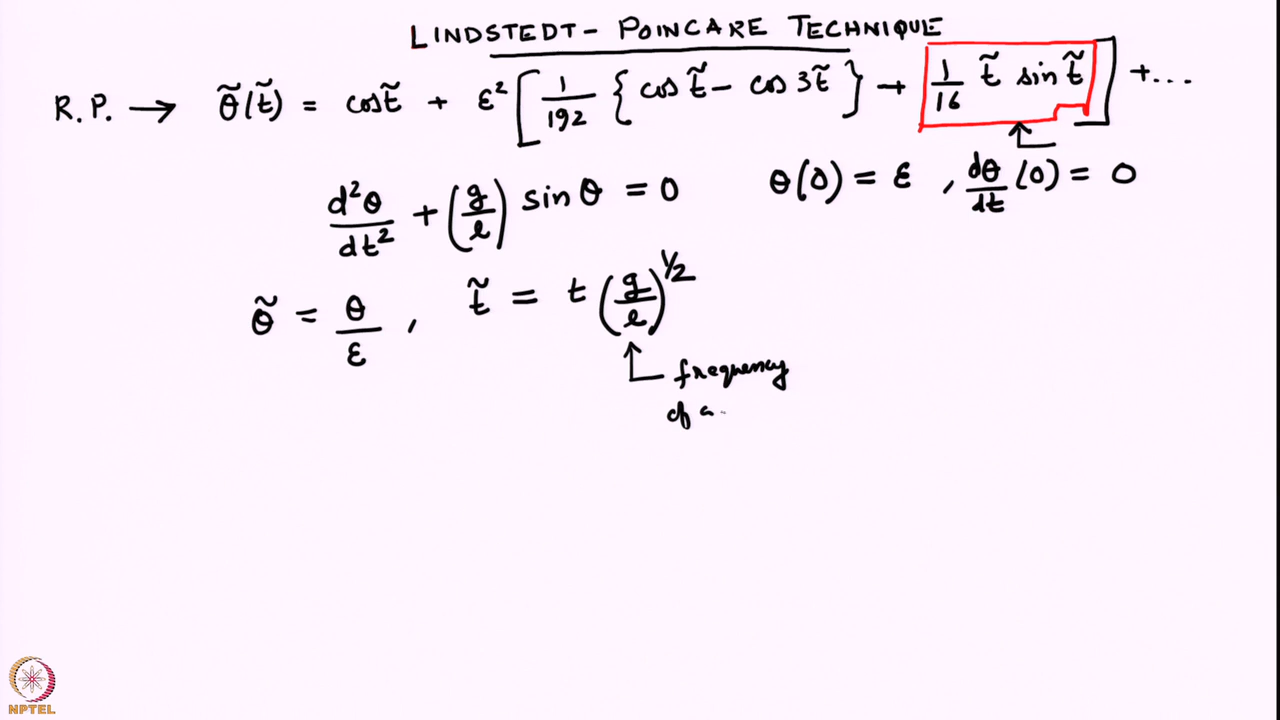 LINDSTEDT - POINCARE TECHNIQUE
R.P. → θ̃(t̃) = cos t̃ + ε² [ 1/192 { cos t̃ - cos 3t̃ } + 1/16 t̃ sin t̃ ] + ...
d²θ/dt² + (g/l) sin θ = 0   θ(0) = ε , dθ/dt (0) = 0
θ̃ = θ/ε , t̃ = t (g/l)^1/2
frequency
of a
NPTEL